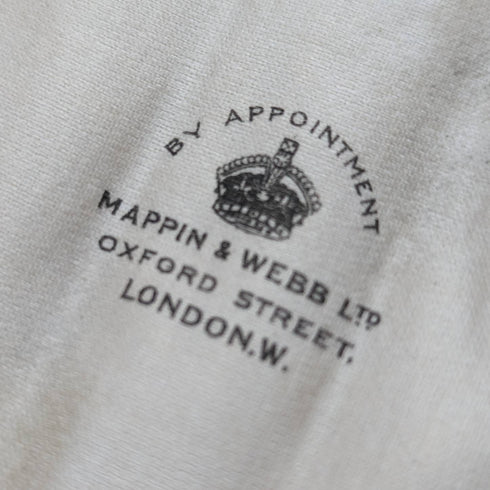 BY APPOINTMENT
MAPPIN & WEBB LTD
OXFORD STREET,
LONDON.W.